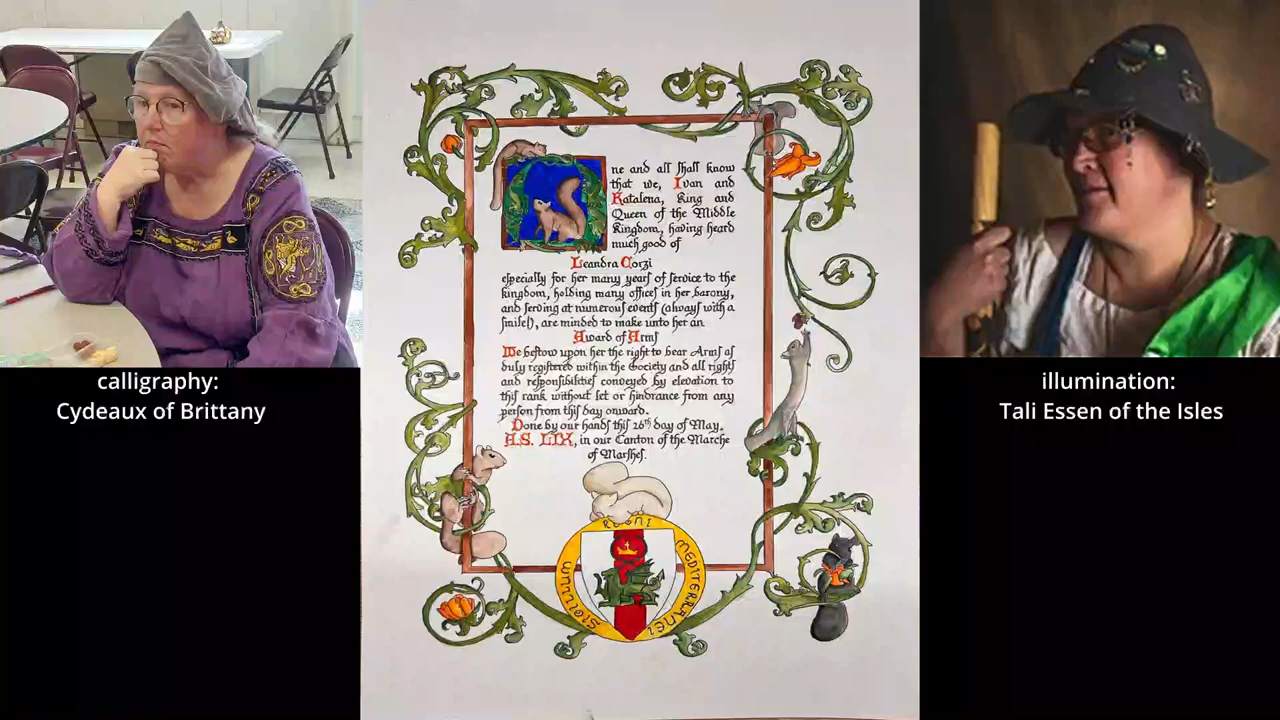 calligraphy:
Cydeaux of Brittany
ne and all shall know
that we, Ivan and
Katalena, King and
Queen of the Middle
Kingdom, having heard
much good of
Leandra Corzi
especially for her many years of service to the
kingdom, holding many offices in her barony,
and serving at numerous events (always with a
smile!), are minded to make unto her an
Award of Arms
We bestow upon her the right to bear Arms as
duly registered within the Society and all rights
and responsibilities conveyed by elevation to
this rank without let or hindrance from any
person from this day onward.
Done by our hands this 26th day of May,
A.S. LIX, in our Canton of the Marche
of Marshes.
SIGILLUM REGNI MEDITERRANEI
illumination:
Tali Essen of the Isles